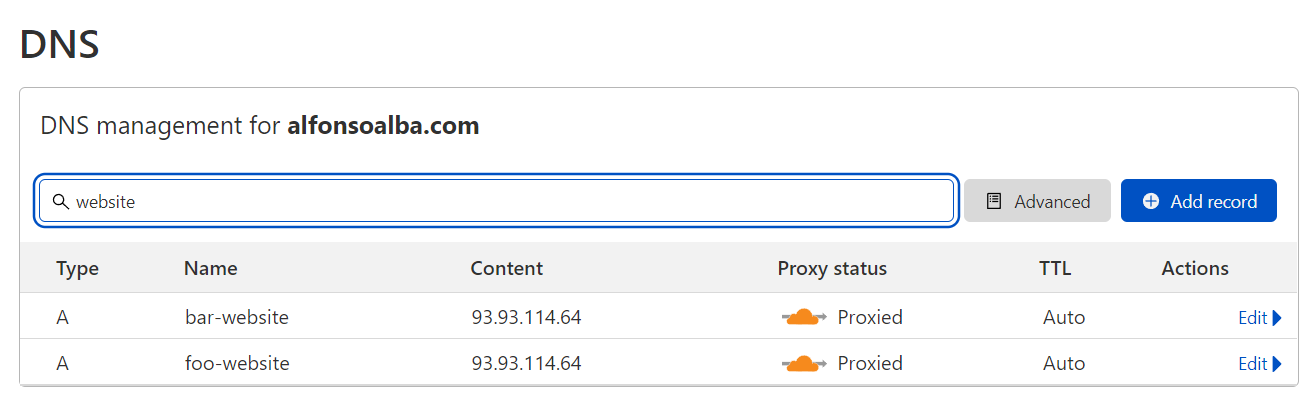 DNS
DNS management for alfonsoalba.com
website Advanced Add record
Type Name Content Proxy status TTL Actions
A bar-website 93.93.114.64 Proxied Auto Edit
A foo-website 93.93.114.64 Proxied Auto Edit